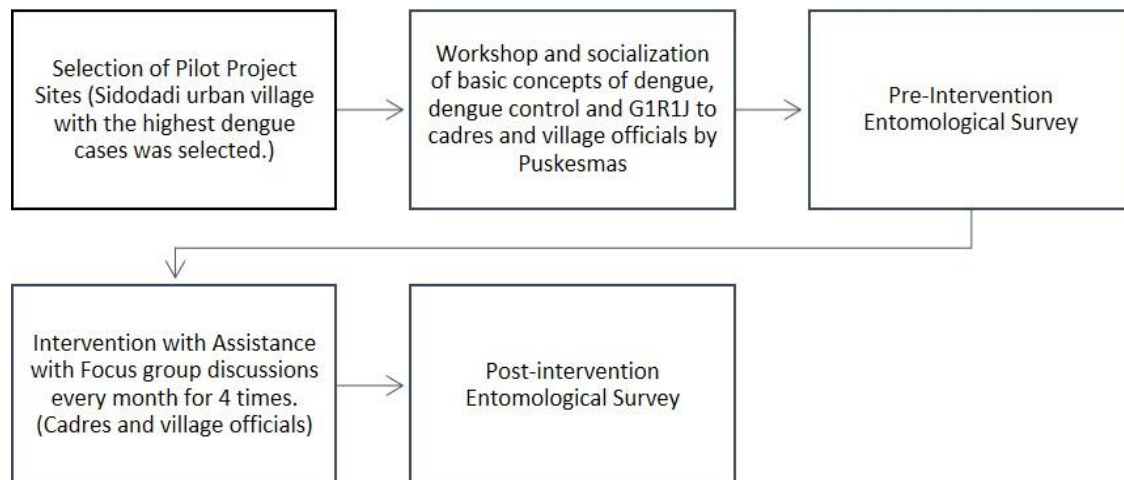 Selection of Pilot Project
Sites (Sidodadi urban village
with the highest dengue
cases was selected.)
Workshop and socialization
of basic concepts of dengue,
dengue control and G1R1J to
cadres and village officials by
Puskesmas
Pre-Intervention
Entomological Survey
Intervention with Assistance
with Focus group discussions
every month for 4 times.
(Cadres and village officials)
Post-intervention
Entomological Survey